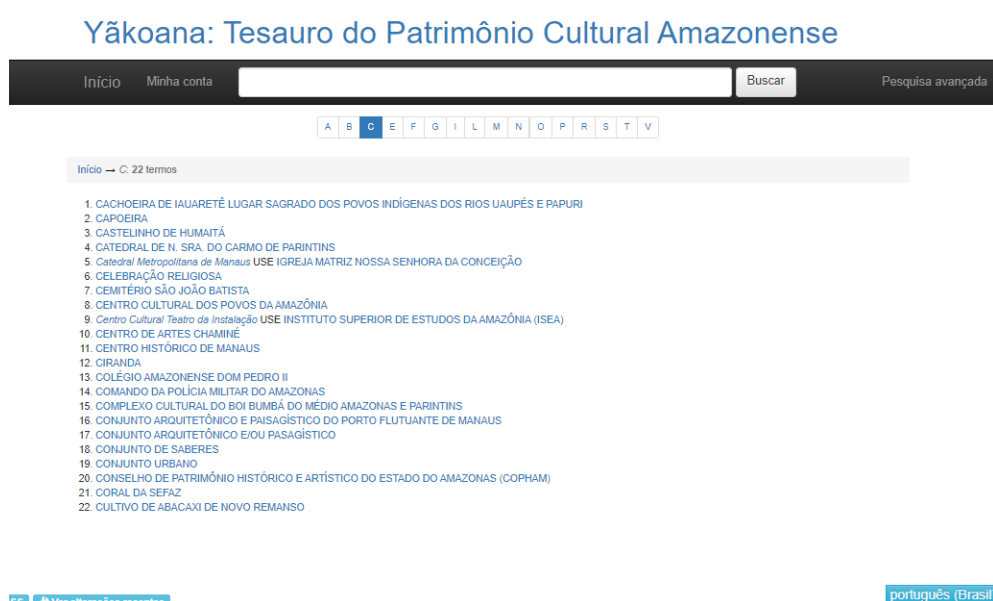 Yãkoana: Tesauro do Patrimônio Cultural Amazonense
Início Minha conta Buscar Pesquisa avançada
A B C E F G I L M N O P R S T V
Início → C: 22 termos
1. CACHOEIRA DE IAUARETÊ LUGAR SAGRADO DOS POVOS INDÍGENAS DOS RIOS UAUPÉS E PAPURI
2. CAPOEIRA
3. CASTELINHO DE HUMAITÁ
4. CATEDRAL DE N. SRA. DO CARMO DE PARINTINS
5. Catedral Metropolitana de Manaus USE IGREJA MATRIZ NOSSA SENHORA DA CONCEIÇÃO
6. CELEBRAÇÃO RELIGIOSA
7. CEMITÉRIO SÃO JOÃO BATISTA
8. CENTRO CULTURAL DOS POVOS DA AMAZÔNIA
9. Centro Cultural Teatro da Instalação USE INSTITUTO SUPERIOR DE ESTUDOS DA AMAZÔNIA (ISEA)
10. CENTRO DE ARTES CHAMINÉ
11. CENTRO HISTÓRICO DE MANAUS
12. CIRANDA
13. COLÉGIO AMAZONENSE DOM PEDRO II
14. COMANDO DA POLÍCIA MILITAR DO AMAZONAS
15. COMPLEXO CULTURAL DO BOI BUMBÁ DO MÉDIO AMAZONAS E PARINTINS
16. CONJUNTO ARQUITETÔNICO E PAISAGÍSTICO DO PORTO FLUTUANTE DE MANAUS
17. CONJUNTO ARQUITETÔNICO E/OU PASAGÍSTICO
18. CONJUNTO DE SABERES
19. CONJUNTO URBANO
20. CONSELHO DE PATRIMÔNIO HISTÓRICO E ARTÍSTICO DO ESTADO DO AMAZONAS (COPHAM)
21. CORAL DA SEFAZ
22. CULTIVO DE ABACAXI DE NOVO REMANSO
português (Brasil